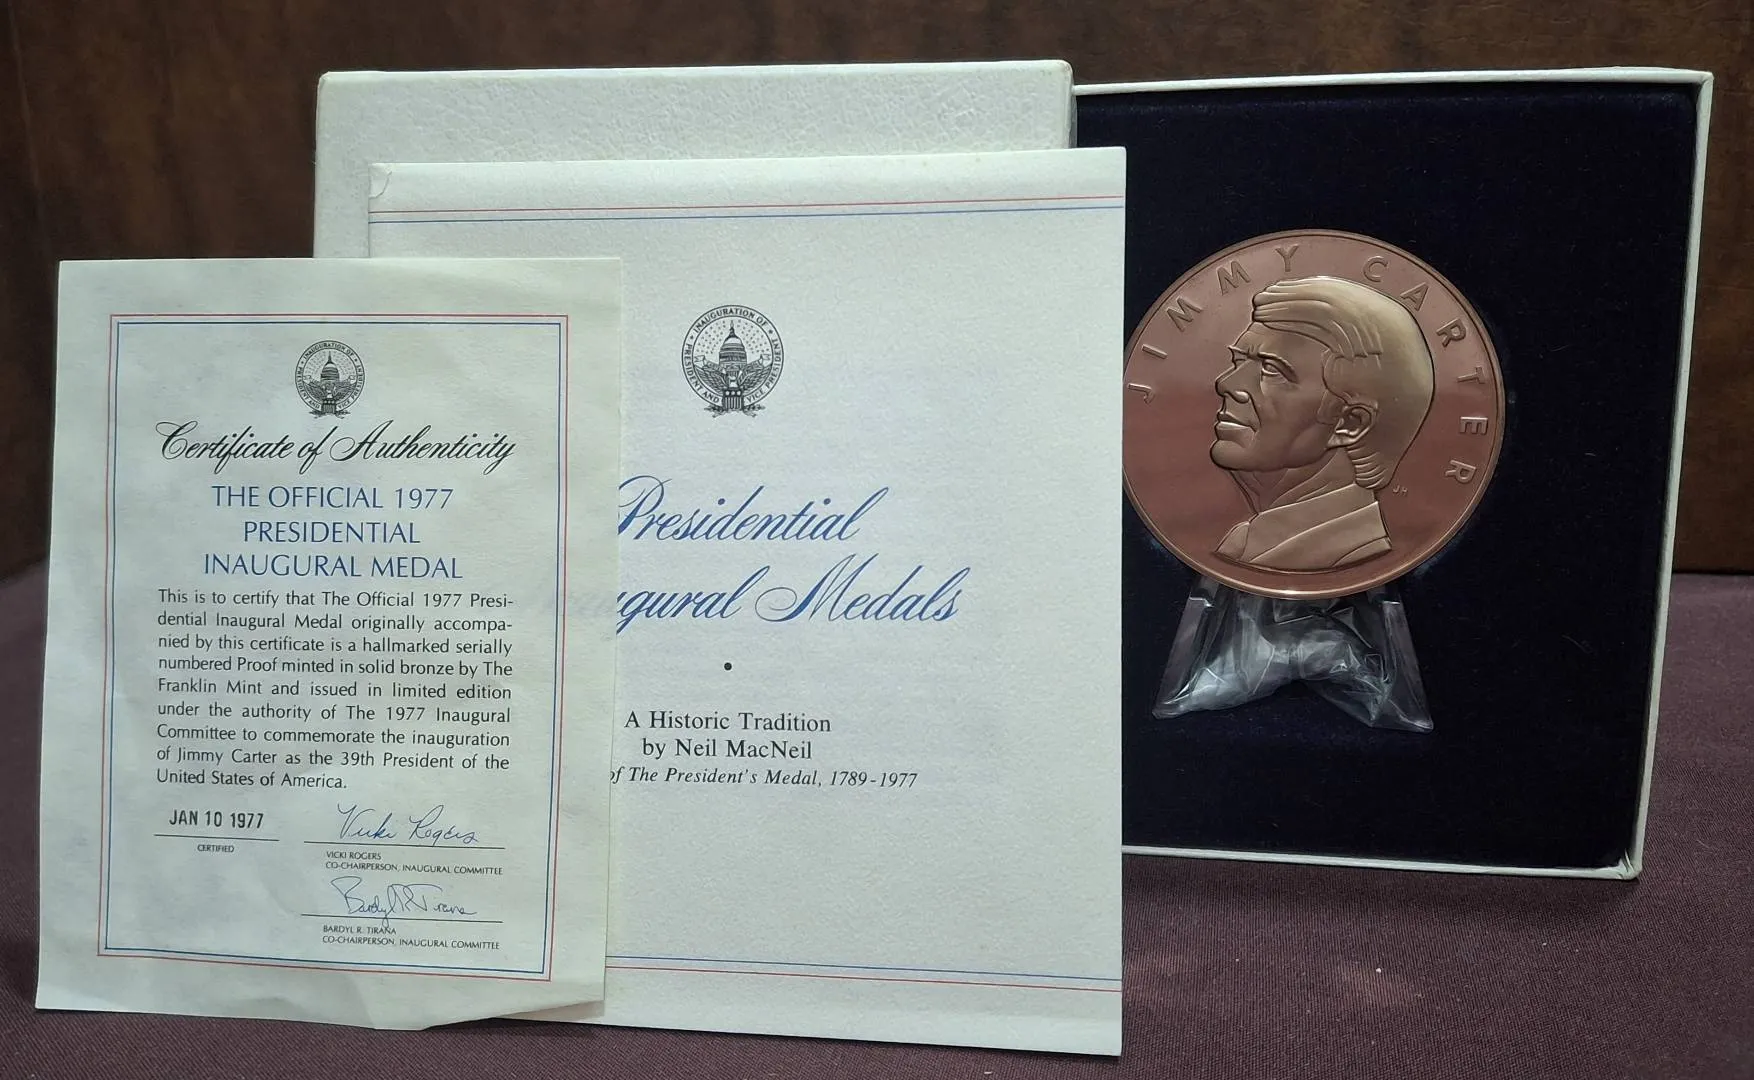 INAUGURATION OF
PRESIDENT AND VICE PRESIDENT
Certificate of Authenticity
THE OFFICIAL 1977
PRESIDENTIAL
INAUGURAL MEDAL
This is to certify that The Official 1977 Presi-
dential Inaugural Medal originally accompa-
nied by this certificate is a hallmarked serially
numbered Proof minted in solid bronze by The
Franklin Mint and issued in limited edition
under the authority of The 1977 Inaugural
Committee to commemorate the inauguration
of Jimmy Carter as the 39th President of the
United States of America.
JAN 10 1977
CERTIFIED
Vicki Rogers
VICKI ROGERS
CO-CHAIRPERSON, INAUGURAL COMMITTEE
Bardyl R. Tirana
BARDYL R. TIRANA
CO-CHAIRPERSON, INAUGURAL COMMITTEE
INAUGURATION OF
PRESIDENT AND VICE PRESIDENT
Presidential
gural Medals
•
A Historic Tradition
by Neil MacNeil
of The President's Medal, 1789-1977
JIMMY CARTER
JH